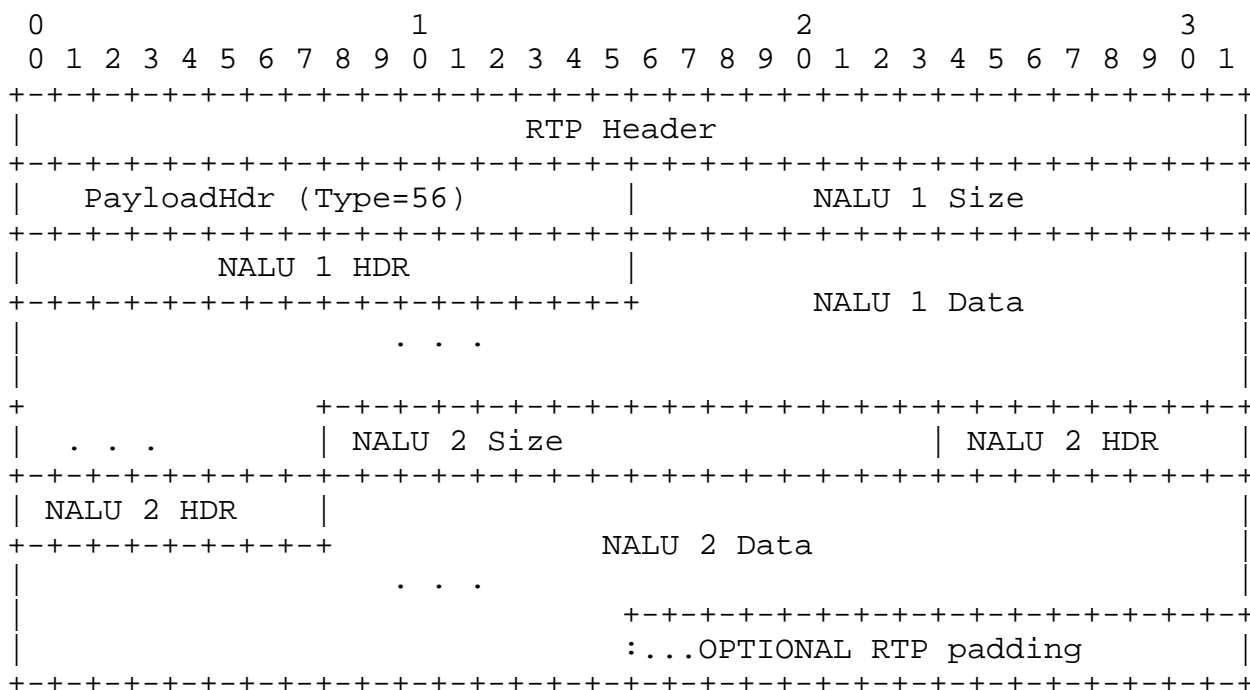 0                   1                   2                   3
 0 1 2 3 4 5 6 7 8 9 0 1 2 3 4 5 6 7 8 9 0 1 2 3 4 5 6 7 8 9 0 1
+-+-+-+-+-+-+-+-+-+-+-+-+-+-+-+-+-+-+-+-+-+-+-+-+-+-+-+-+-+-+-+-+
|                          RTP Header                           |
+-+-+-+-+-+-+-+-+-+-+-+-+-+-+-+-+-+-+-+-+-+-+-+-+-+-+-+-+-+-+-+-+
|   PayloadHdr (Type=56)        |         NALU 1 Size           |
+-+-+-+-+-+-+-+-+-+-+-+-+-+-+-+-+-+-+-+-+-+-+-+-+-+-+-+-+-+-+-+-+
|          NALU 1 HDR           |                               |
+-+-+-+-+-+-+-+-+-+-+-+-+-+-+-+-+         NALU 1 Data           |
|                   . . .                                       |
|                                                               |
+               +-+-+-+-+-+-+-+-+-+-+-+-+-+-+-+-+-+-+-+-+-+-+-+-+
|  . . .        | NALU 2 Size                   | NALU 2 HDR    |
+-+-+-+-+-+-+-+-+-+-+-+-+-+-+-+-+-+-+-+-+-+-+-+-+-+-+-+-+-+-+-+-+
| NALU 2 HDR    |                                               |
+-+-+-+-+-+-+-+-+              NALU 2 Data                      |
|                   . . .                                       |
|                               +-+-+-+-+-+-+-+-+-+-+-+-+-+-+-+-+
|                               :...OPTIONAL RTP padding        |
+-+-+-+-+-+-+-+-+-+-+-+-+-+-+-+-+-+-+-+-+-+-+-+-+-+-+-+-+-+-+-+-+